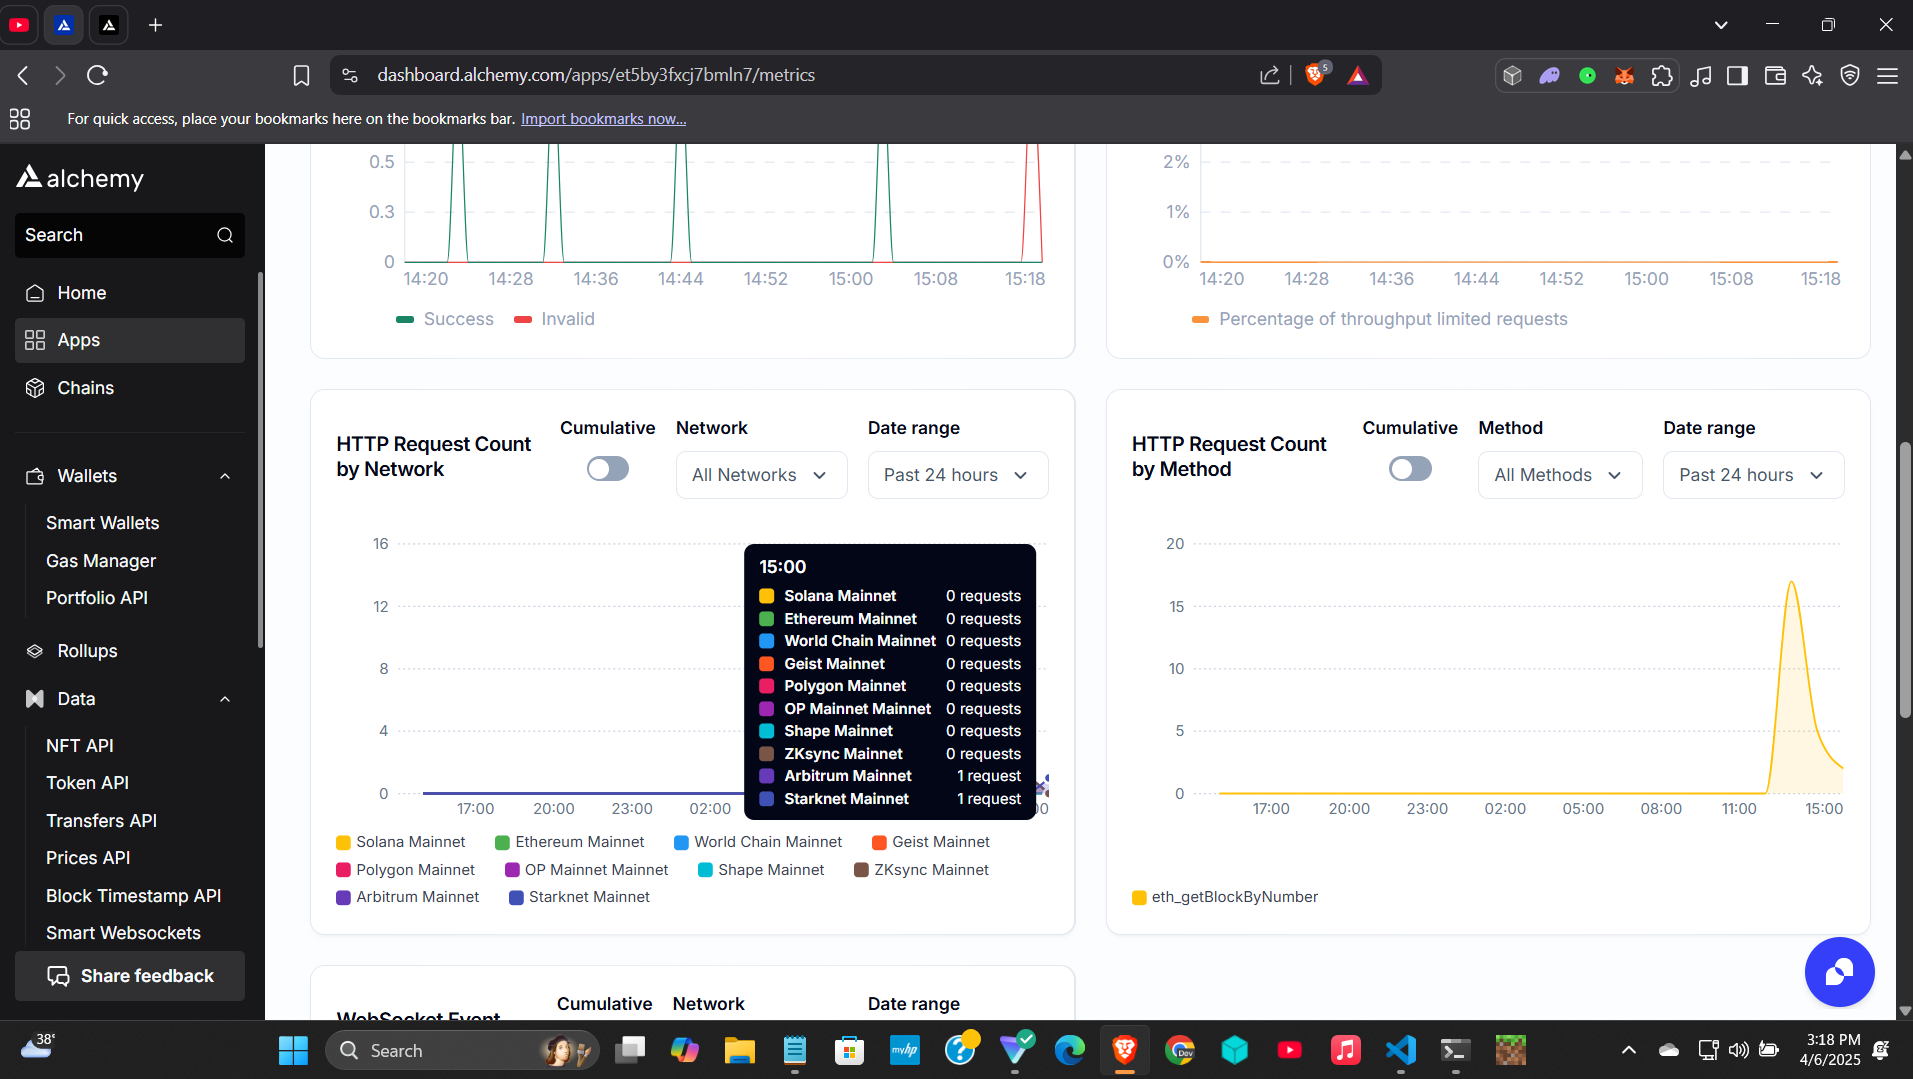 dashboard.alchemy.com/apps/et5by3fxcj7bmln7/metrics
5
For quick access, place your bookmarks here on the bookmarks bar. Import bookmarks now...
alchemy
Search
Home
Apps
Chains
Wallets
Smart Wallets
Gas Manager
Portfolio API
Rollups
Data
NFT API
Token API
Transfers API
Prices API
Block Timestamp API
Smart Websockets
Share feedback
0.5
0.3
0
14:20 14:28 14:36 14:44 14:52 15:00 15:08 15:18
Success Invalid
2%
1%
0%
14:20 14:28 14:36 14:44 14:52 15:00 15:08 15:18
Percentage of throughput limited requests
HTTP Request Count
by Network
Cumulative
Network
All Networks
Date range
Past 24 hours
16
12
8
4
0
17:00 20:00 23:00 02:00
15:00
Solana Mainnet 0 requests
Ethereum Mainnet 0 requests
World Chain Mainnet 0 requests
Geist Mainnet 0 requests
Polygon Mainnet 0 requests
OP Mainnet Mainnet 0 requests
Shape Mainnet 0 requests
ZKsync Mainnet 0 requests
Arbitrum Mainnet 1 request
Starknet Mainnet 1 request
Solana Mainnet Ethereum Mainnet World Chain Mainnet Geist Mainnet
Polygon Mainnet OP Mainnet Mainnet Shape Mainnet ZKsync Mainnet
Arbitrum Mainnet Starknet Mainnet
HTTP Request Count
by Method
Cumulative
Method
All Methods
Date range
Past 24 hours
20
15
10
5
0
17:00 20:00 23:00 02:00 05:00 08:00 11:00 15:00
eth_getBlockByNumber
WebSocket Event
Cumulative
Network
Date range
38°
Search
myhp
Dev
3:18 PM
4/6/2025